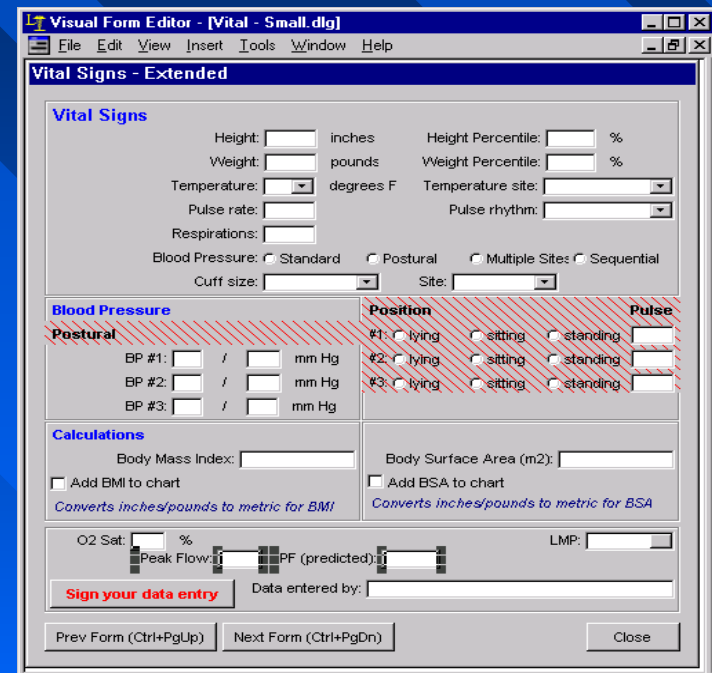 Visual Form Editor - [Vital - Small.dlg]
File Edit View Insert Tools Window Help
Vital Signs - Extended
Vital Signs
Height: inches Height Percentile: %
Weight: pounds Weight Percentile: %
Temperature: degrees F Temperature site:
Pulse rate: Pulse rhythm:
Respirations:
Blood Pressure: Standard Postural Multiple Sites Sequential
Cuff size: Site:
Blood Pressure Position Pulse
Postural #1: lying sitting standing
BP #1: / mm Hg #2: lying sitting standing
BP #2: / mm Hg #3: lying sitting standing
BP #3: / mm Hg
Calculations
Body Mass Index: Body Surface Area (m2):
Add BMI to chart Add BSA to chart
Converts inches/pounds to metric for BMI Converts inches/pounds to metric for BSA
O2 Sat: % LMP:
Peak Flow: PF (predicted):
Sign your data entry Data entered by:
Prev Form (Ctrl+PgUp) Next Form (Ctrl+PgDn) Close